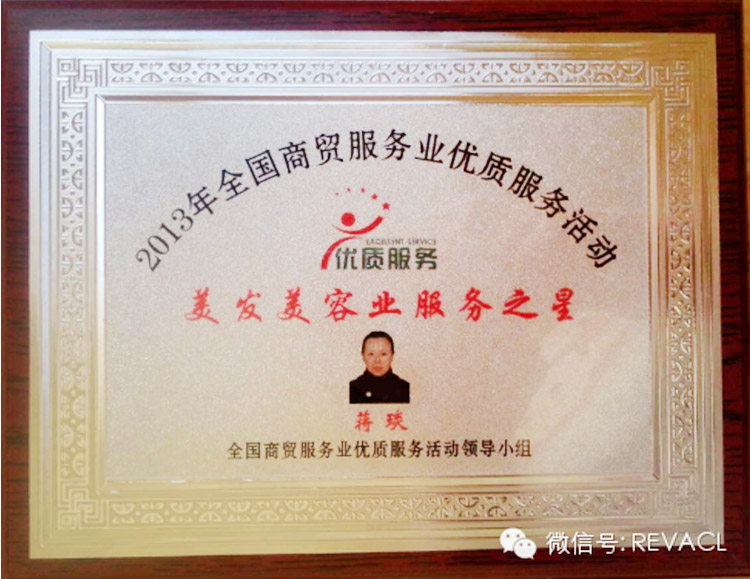 2013年全国商贸服务业优质服务活动
EXCELLENT SERVICE
优质服务
美发美容业服务之星
蒋琰
全国商贸服务业优质服务活动领导小组
微信号: REVACL